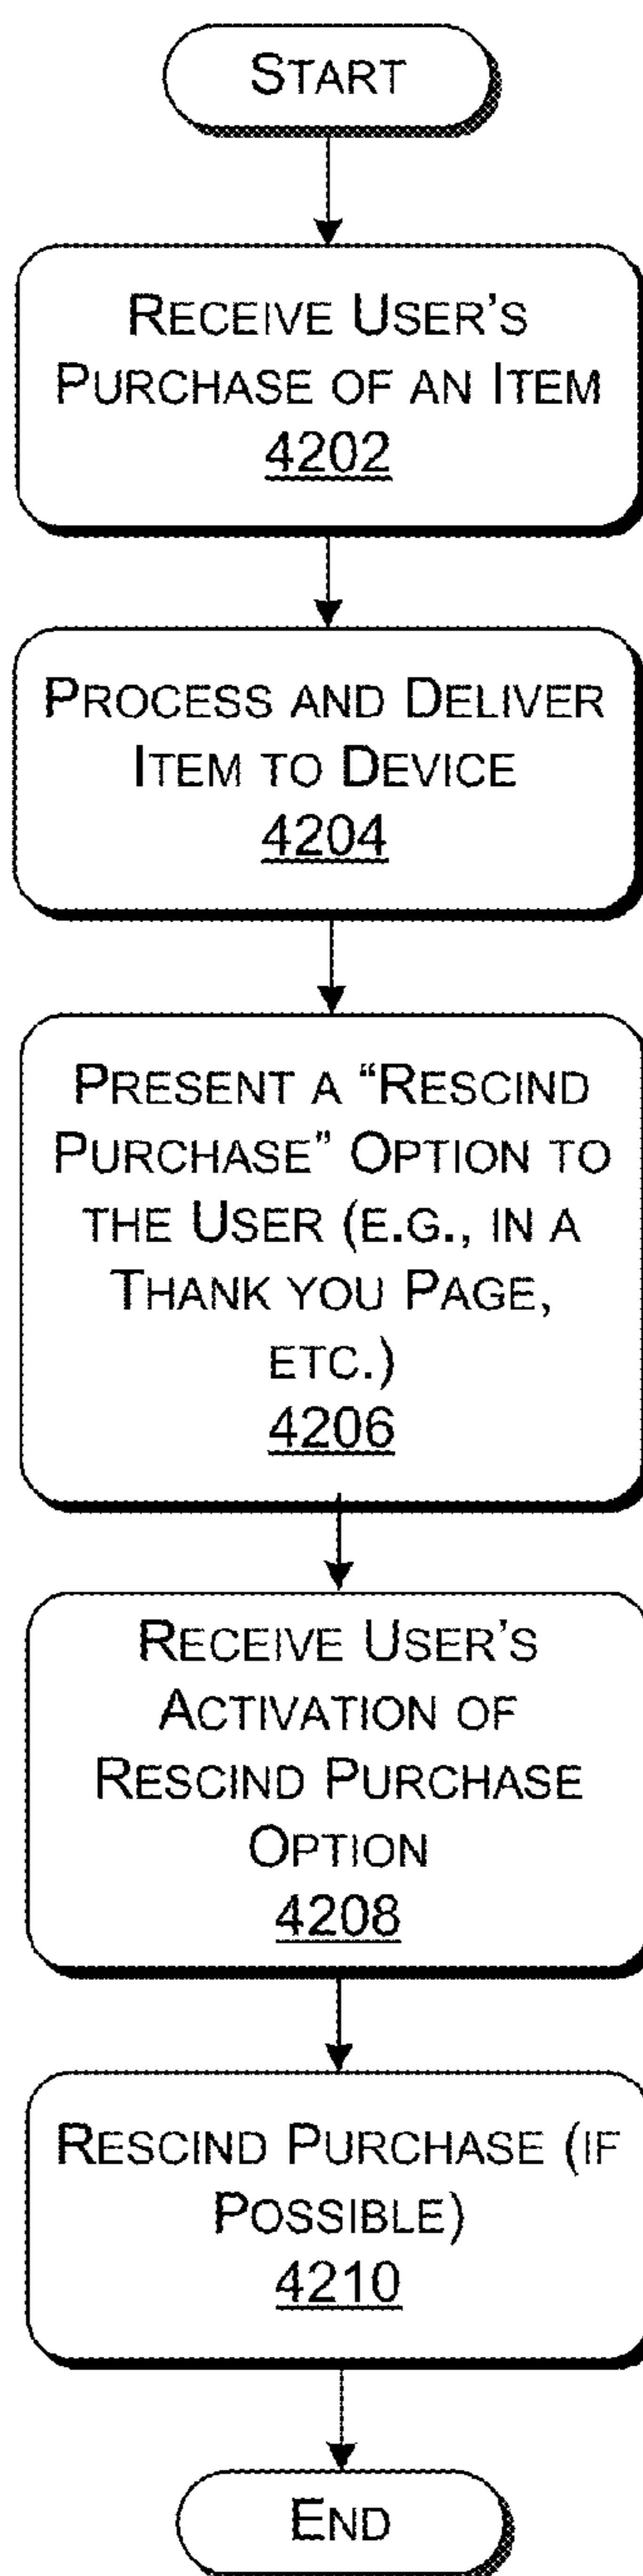 START
RECEIVE USER'S
PURCHASE OF AN ITEM
4202
PROCESS AND DELIVER
ITEM TO DEVICE
4204
PRESENT A “RESCIND
PURCHASE” OPTION TO
THE USER (E.G., IN A
THANK YOU PAGE,
ETC.)
4206
RECEIVE USER'S
ACTIVATION OF
RESCIND PURCHASE
OPTION
4208
RESCIND PURCHASE (IF
POSSIBLE)
4210
END